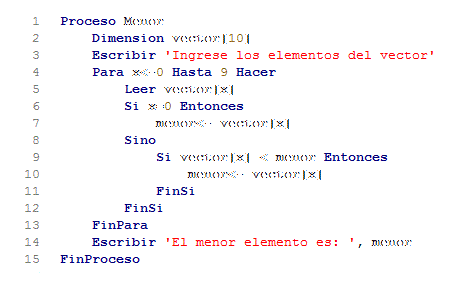 1 Proceso Menor
2 Dimension vector[10]
3 Escribir 'Ingrese los elementos del vector'
4 Para x<-0 Hasta 9 Hacer
5 Leer vector[x]
6 Si x=0 Entonces
7 menor<- vector[x]
8 Sino
9 Si vector[x] < menor Entonces
10 menor<- vector[x]
11 FinSi
12 FinSi
13 FinPara
14 Escribir 'El menor elemento es: ', menor
15 FinProceso